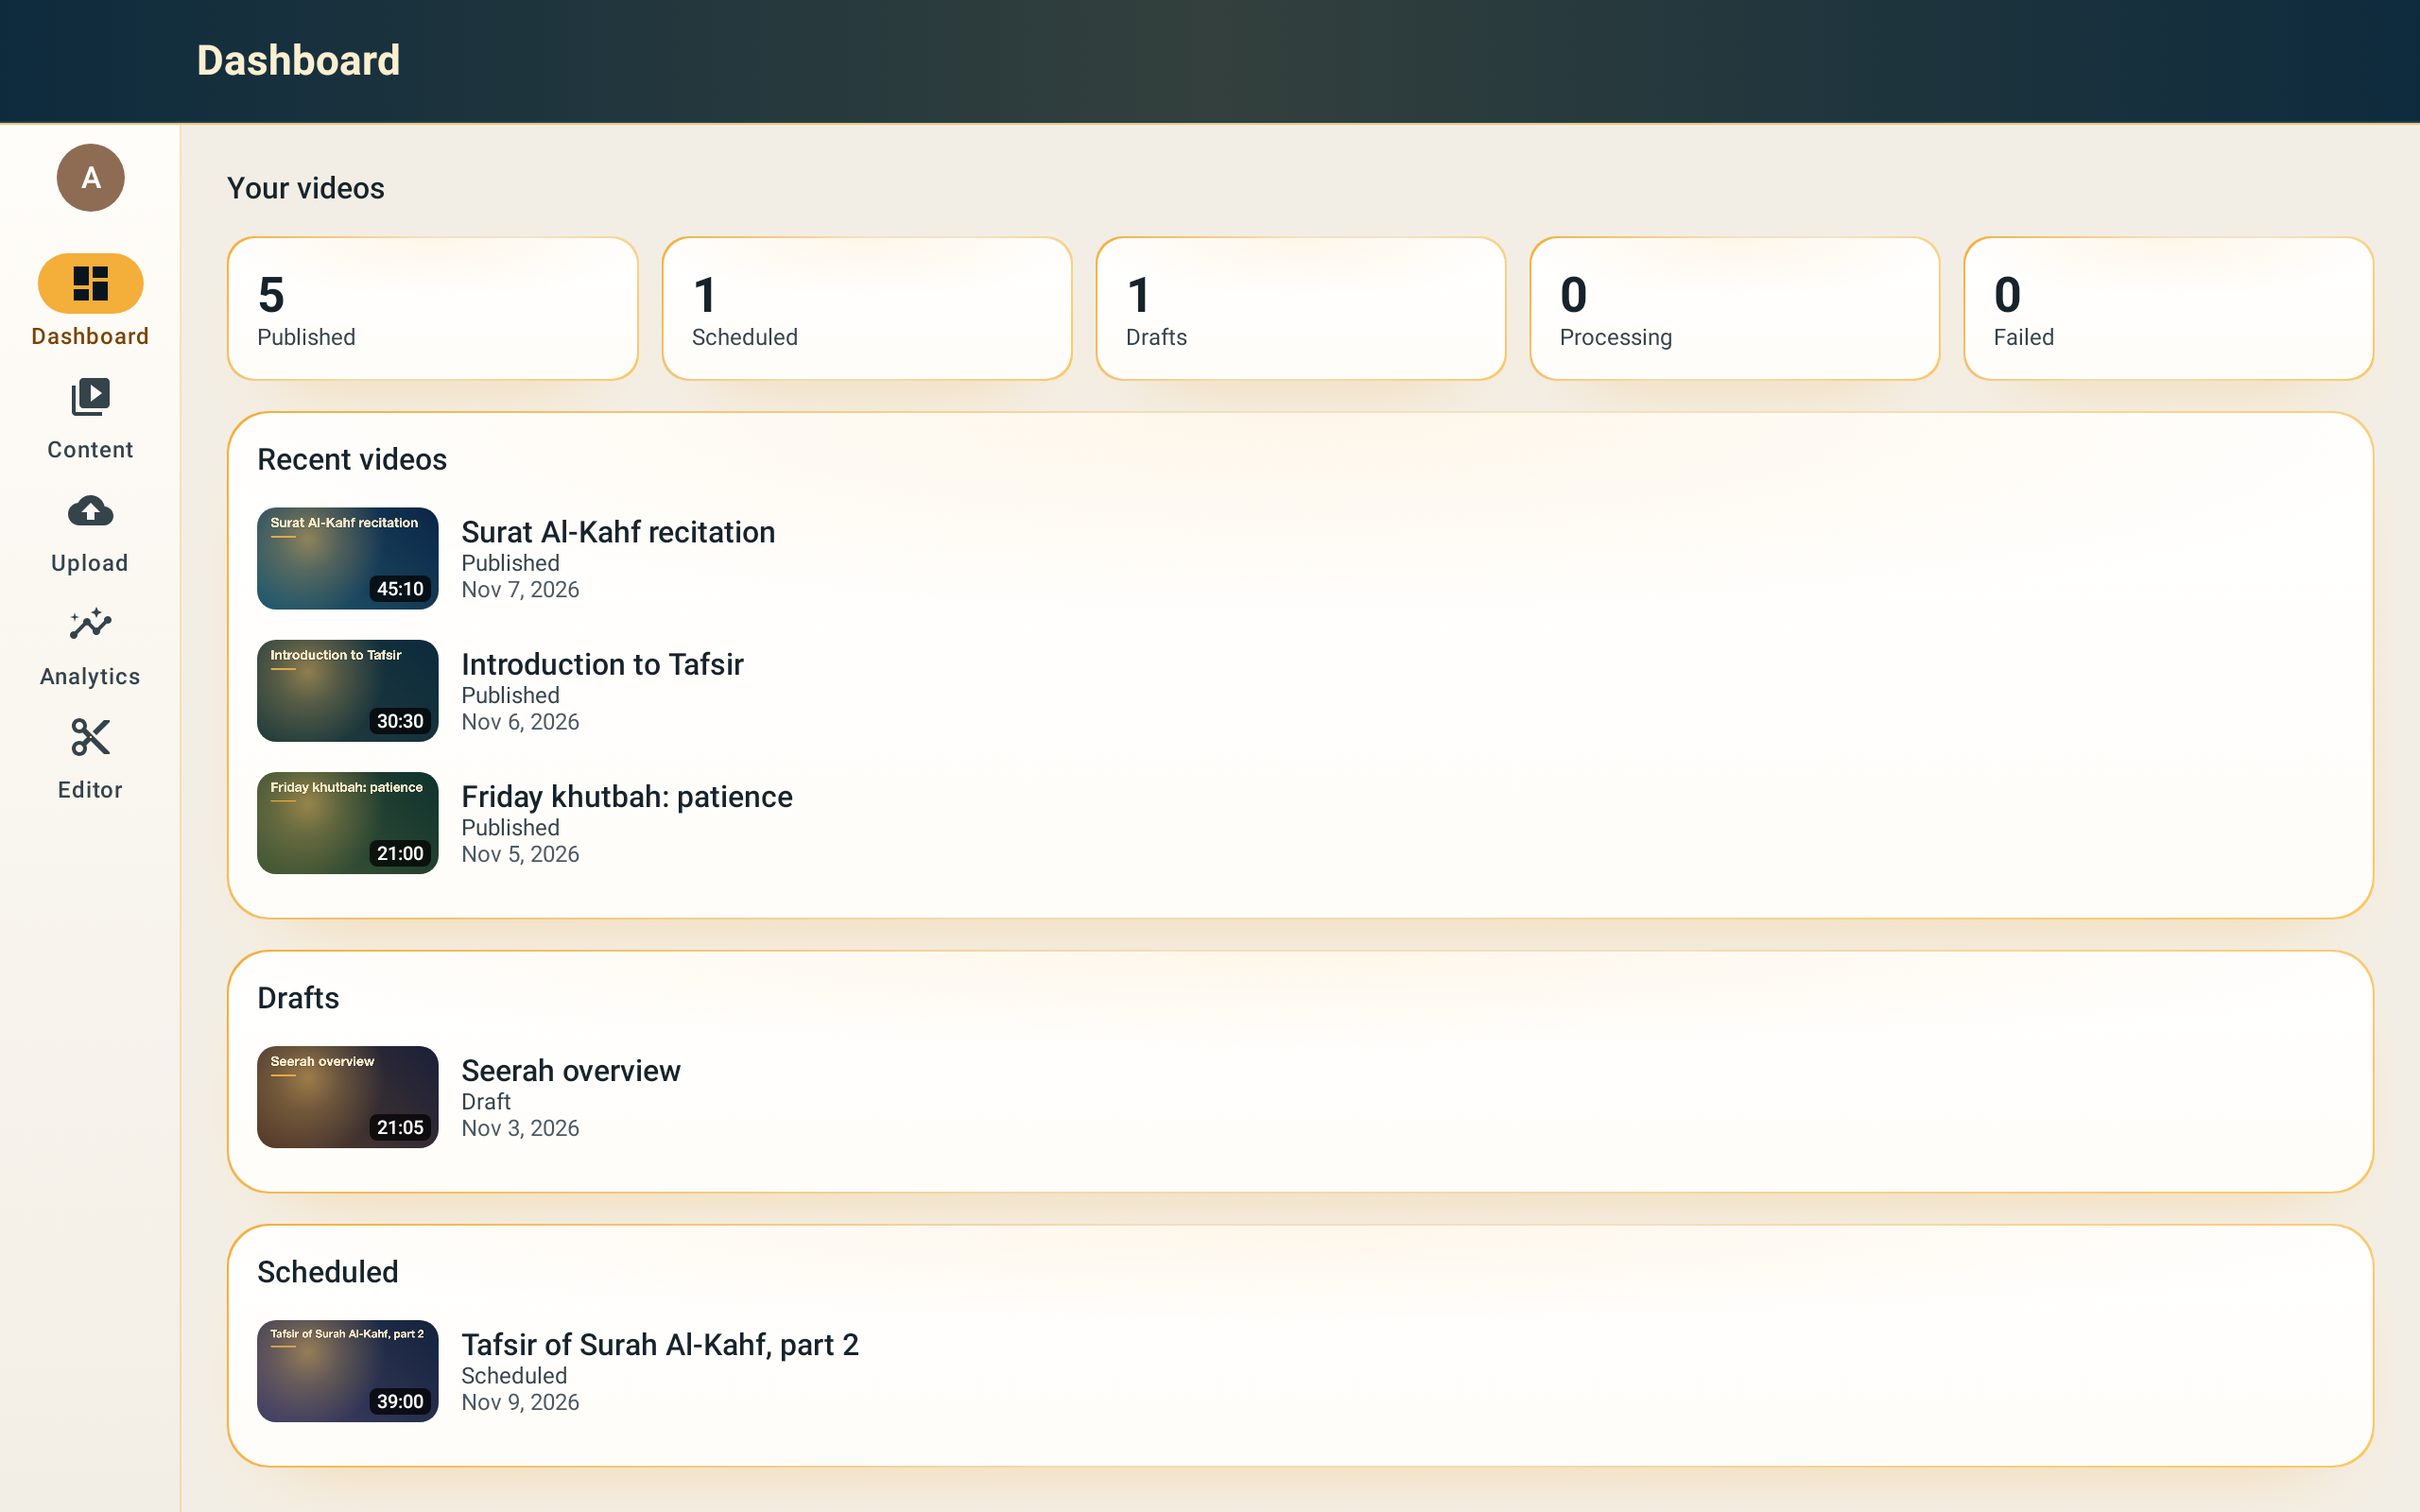 Dashboard
A
Dashboard
Content
Upload
Analytics
Editor
Your videos
5
Published
1
Scheduled
1
Drafts
0
Processing
0
Failed
Recent videos
Surat Al-Kahf recitation
45:10
Surat Al-Kahf recitation
Published
Nov 7, 2026
Introduction to Tafsir
30:30
Introduction to Tafsir
Published
Nov 6, 2026
Friday khutbah: patience
21:00
Friday khutbah: patience
Published
Nov 5, 2026
Drafts
Seerah overview
21:05
Seerah overview
Draft
Nov 3, 2026
Scheduled
Tafsir of Surah Al-Kahf, part 2
39:00
Tafsir of Surah Al-Kahf, part 2
Scheduled
Nov 9, 2026